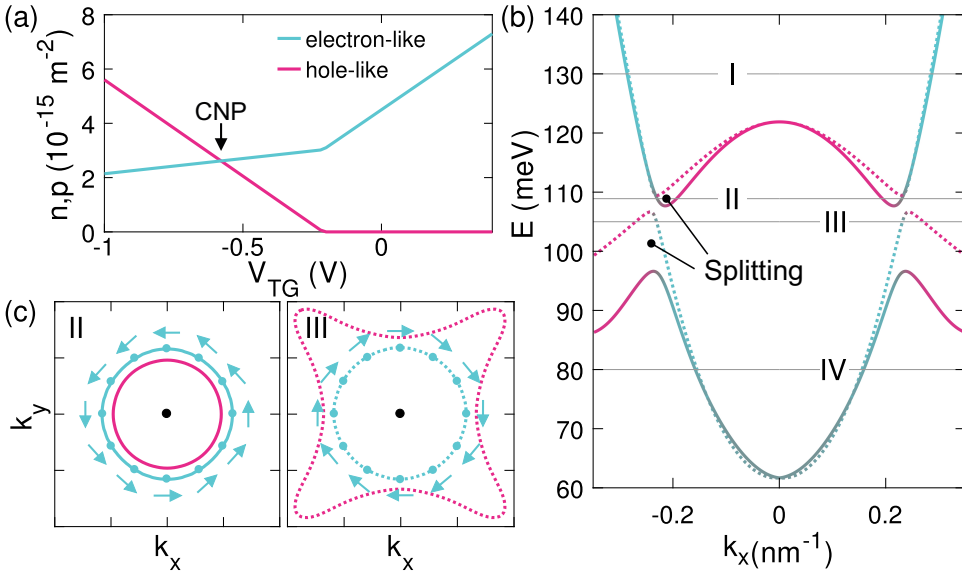 (a)
n,p (10⁻¹⁵ m⁻²)
8
6
4
2
0
electron-like
hole-like
CNP
-1
-0.5
0
V_TG (V)
(b)
E (meV)
140
130
120
110
100
90
80
70
60
I
II
III
Splitting
IV
-0.2
0
0.2
k_x(nm⁻¹)
(c)
II
III
k_y
k_x
k_x